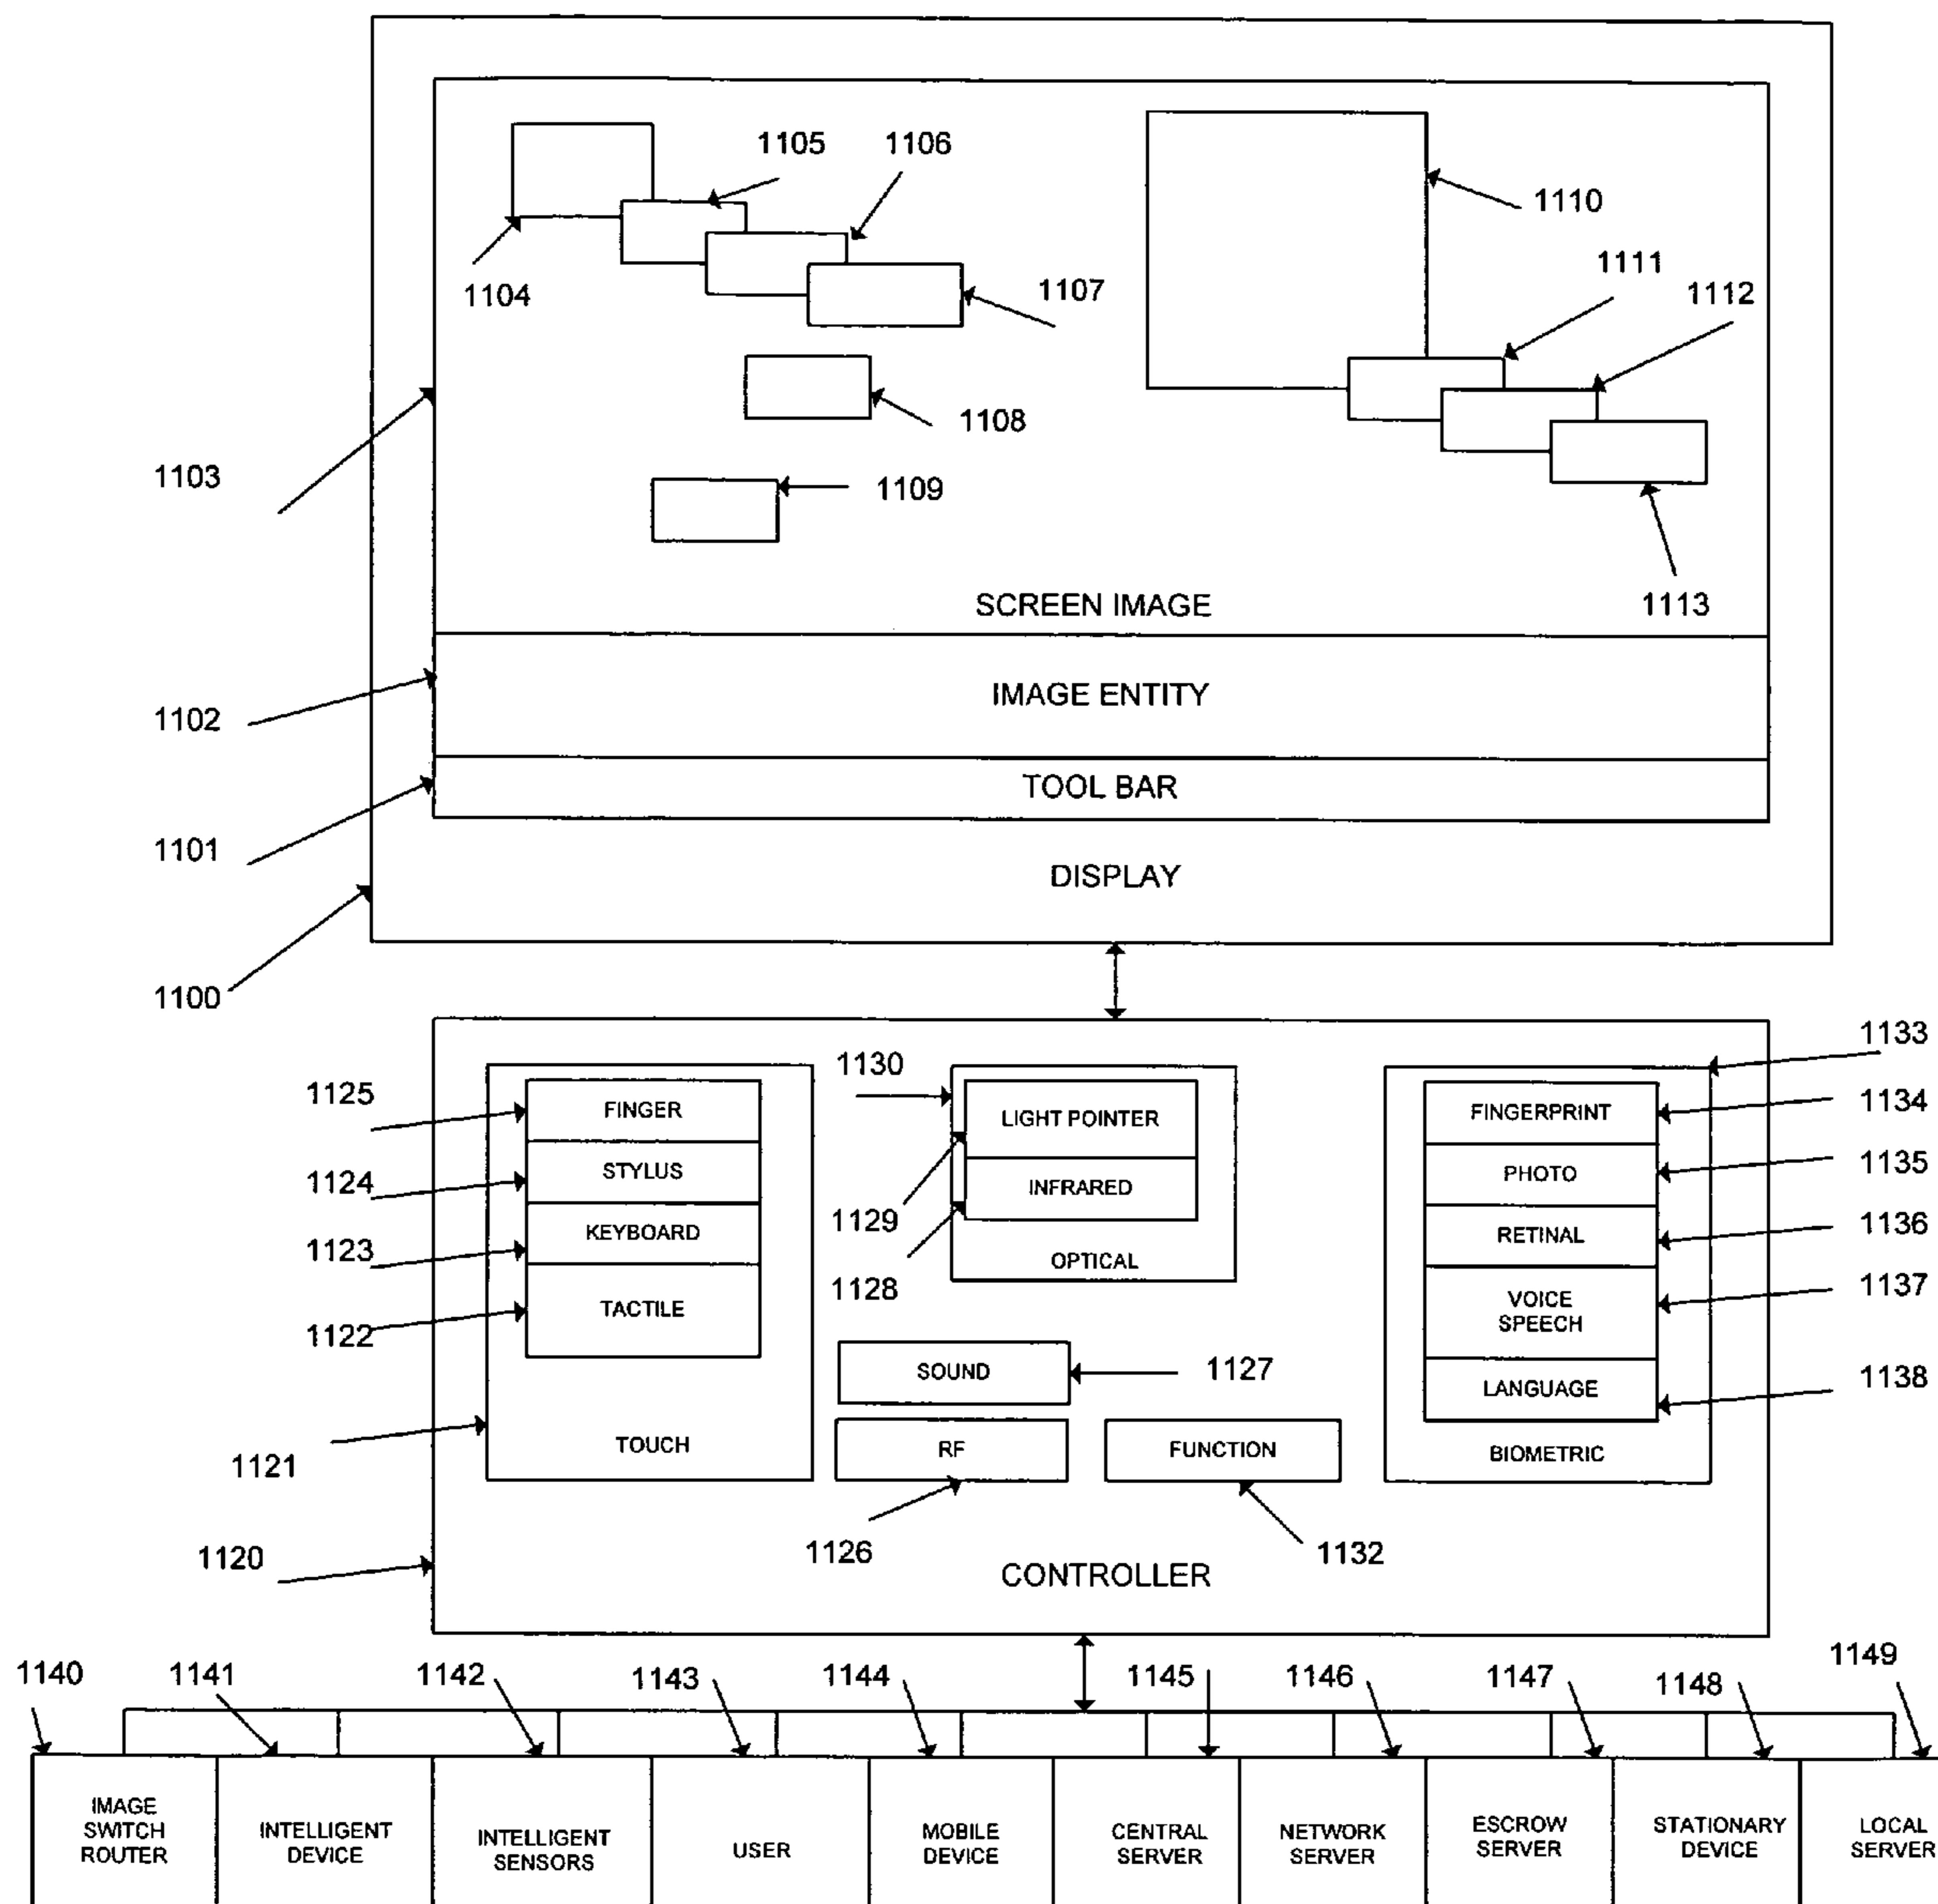 1105
1106
1110
1104
1107
1111
1112
1108
1103
1109
SCREEN IMAGE
1113
1102
IMAGE ENTITY
TOOL BAR
1101
DISPLAY
1100
1133
1130
1125
FINGER
LIGHT POINTER
FINGERPRINT
1134
1124
STYLUS
INFRARED
PHOTO
1135
1129
1123
KEYBOARD
OPTICAL
RETINAL
1136
1128
1122
TACTILE
VOICE
SPEECH
1137
SOUND
1127
LANGUAGE
1138
1121
TOUCH
RF
FUNCTION
BIOMETRIC
1126
1132
1120
CONTROLLER
1140
1141
1142
1143
1144
1145
1146
1147
1148
1149
IMAGE
SWITCH
ROUTER
INTELLIGENT
DEVICE
INTELLIGENT
SENSORS
USER
MOBILE
DEVICE
CENTRAL
SERVER
NETWORK
SERVER
ESCROW
SERVER
STATIONARY
DEVICE
LOCAL
SERVER